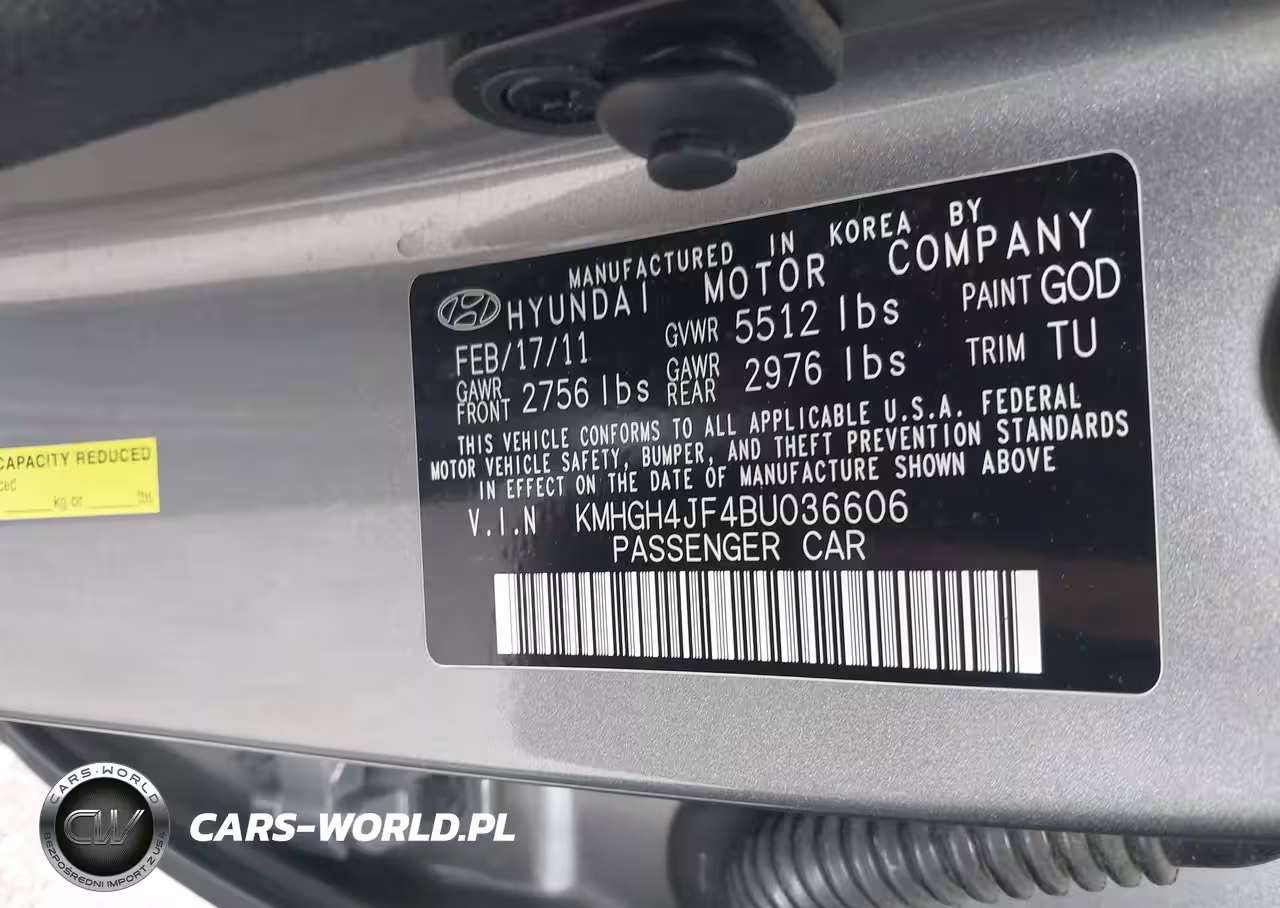 MANUFACTURED IN KOREA BY
HYUNDAI MOTOR COMPANY
FEB/17/11 GVWR 5512 lbs PAINT GOD
GAWR FRONT 2756 lbs GAWR REAR 2976 lbs TRIM TU
THIS VEHICLE CONFORMS TO ALL APPLICABLE U.S.A. FEDERAL
MOTOR VEHICLE SAFETY, BUMPER, AND THEFT PREVENTION STANDARDS
IN EFFECT ON THE DATE OF MANUFACTURE SHOWN ABOVE
V.I.N KMHGH4JF4BU036606
PASSENGER CAR
CAPACITY REDUCED
kg or lbs
CARS-WORLD
CW
BEZPOŚREDNI IMPORT Z USA
CARS-WORLD.PL